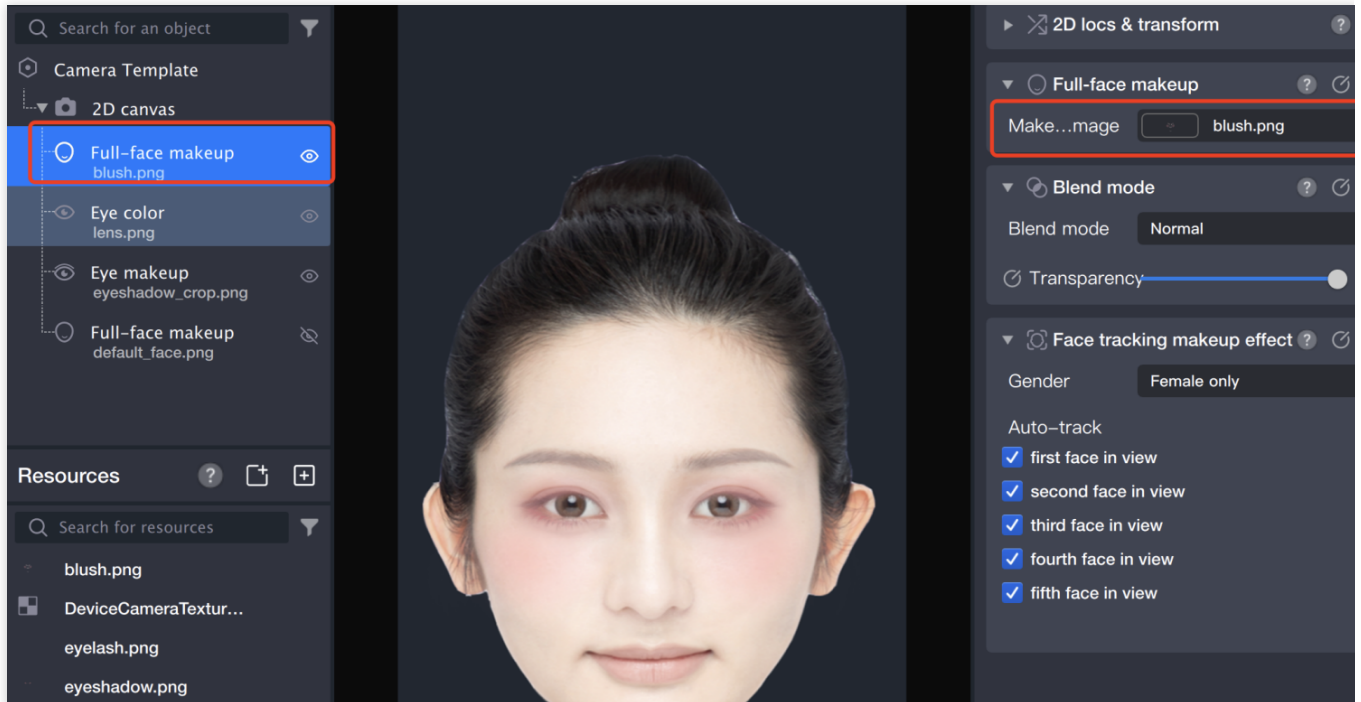 Search for an object
Camera Template
2D canvas
Full-face makeup
blush.png
Eye color
lens.png
Eye makeup
eyeshadow_crop.png
Full-face makeup
default_face.png
Resources
?
Search for resources
blush.png
DeviceCameraTextur...
eyelash.png
eyeshadow.png
2D locs & transform
?
Full-face makeup
?
Make...mage
blush.png
Blend mode
?
Blend mode
Normal
Transparency
Face tracking makeup effect
?
Gender
Female only
Auto-track
first face in view
second face in view
third face in view
fourth face in view
fifth face in view